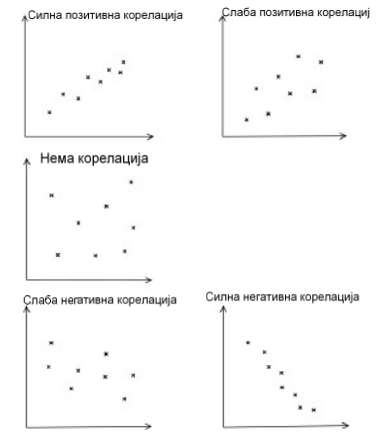 Силна позитивна корелација
Слаба позитивна корелациј
Нема корелација
Слаба негативна корелација
Силна негативна корелација